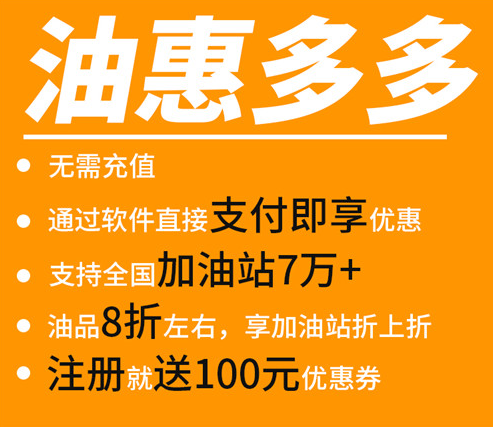 油惠多多
无需充值
通过软件直接支付即享优惠
支持全国加油站7万+
油品8折左右，享加油站折上折
注册就送100元优惠券